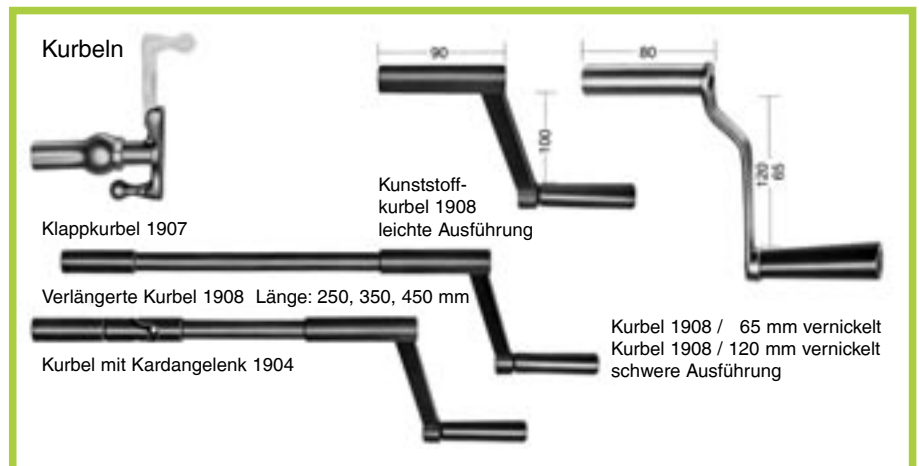 Kurbeln
90
80
100
120
65
Kunststoff-
kurbel 1908
leichte Ausführung
Klappkurbel 1907
Verlängerte Kurbel 1908 Länge: 250, 350, 450 mm
Kurbel 1908 / 65 mm vernickelt
Kurbel 1908 / 120 mm vernickelt
schwere Ausführung
Kurbel mit Kardangelenk 1904